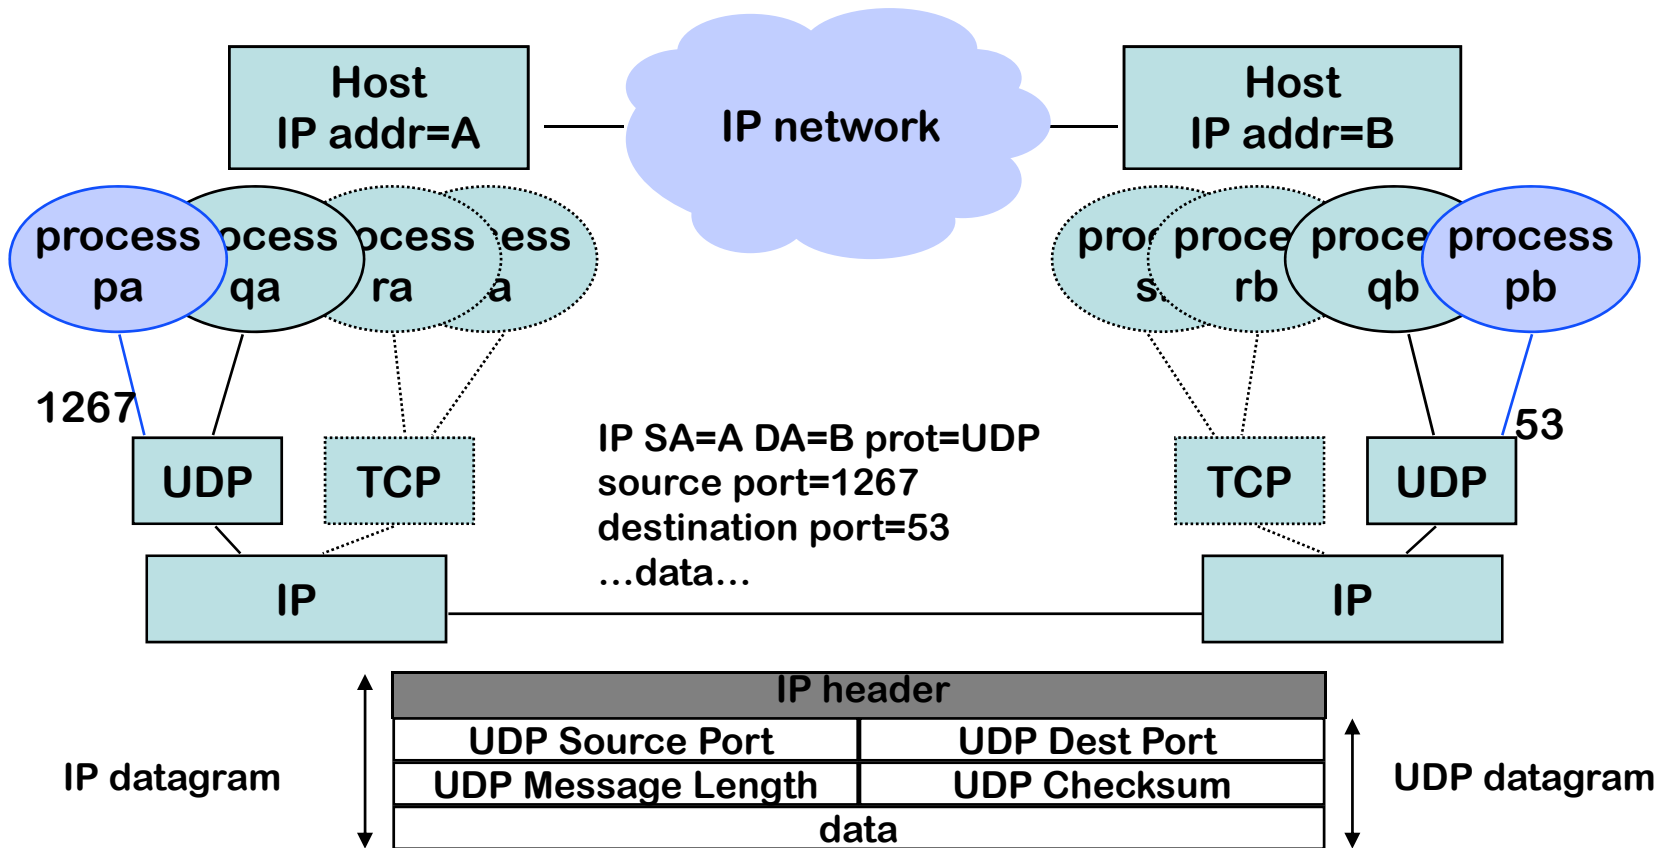 Host
IP addr=A
IP network
Host
IP addr=B
process
pa
ocess
qa
ocess
ra
ess
a
pro
s
proce
rb
proce
qb
process
pb
1267
53
UDP
TCP
IP SA=A DA=B prot=UDP
source port=1267
destination port=53
...data...
TCP
UDP
IP
IP
IP datagram
IP header
UDP Source Port
UDP Dest Port
UDP Message Length
UDP Checksum
data
UDP datagram